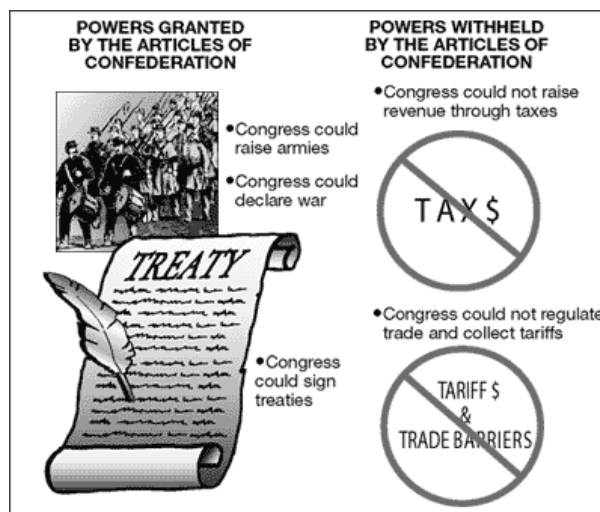 POWERS GRANTED
BY THE ARTICLES OF
CONFEDERATION
•Congress could
raise armies
•Congress could
declare war
TREATY
•Congress
could sign
treaties
POWERS WITHHELD
BY THE ARTICLES OF
CONFEDERATION
•Congress could not raise
revenue through taxes
TAX $
•Congress could not regulate
trade and collect tariffs
TARIFF $
&
TRADE BARRIERS